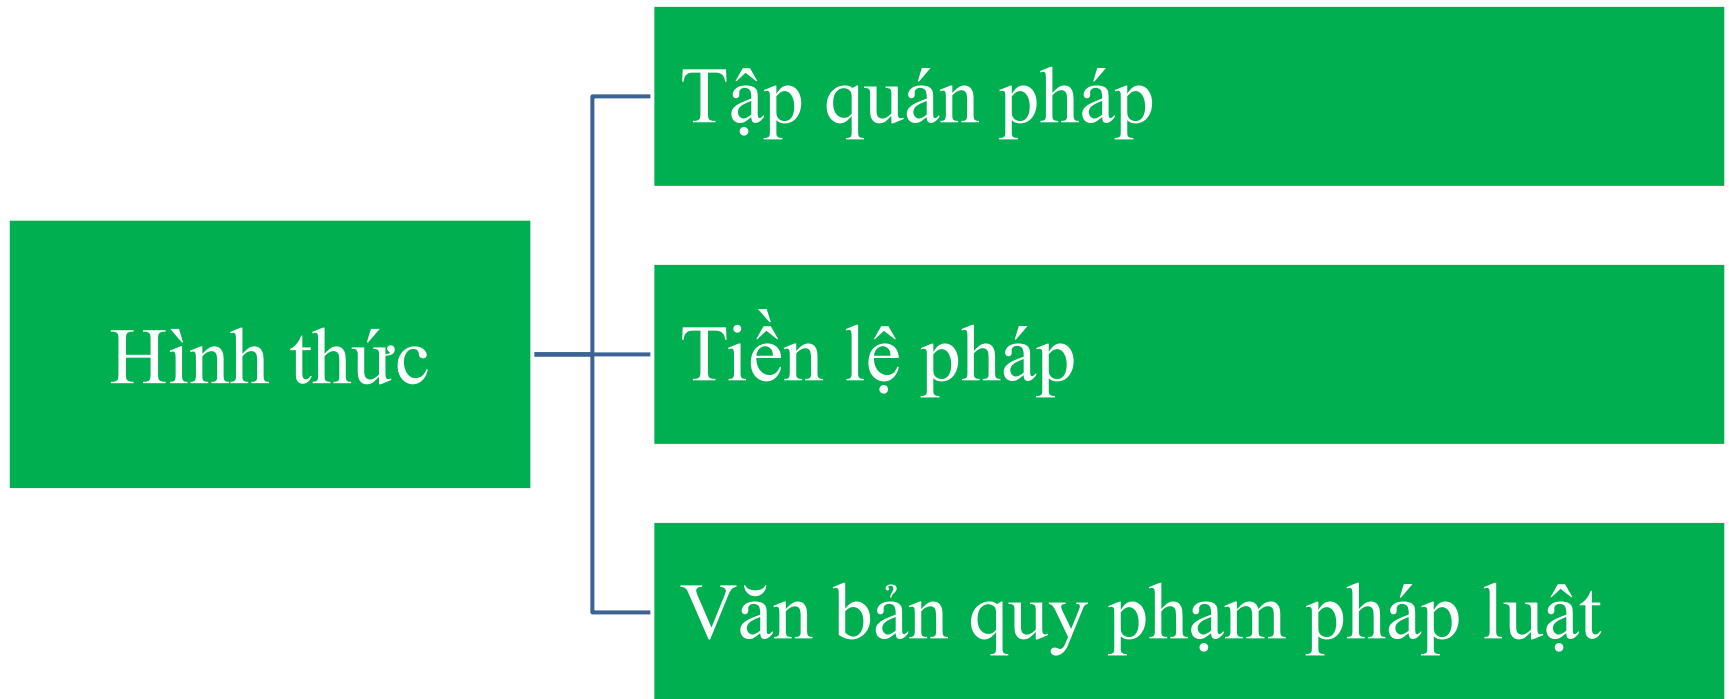 Tập quán pháp
Hình thức
Tiền lệ pháp
Văn bản quy phạm pháp luật